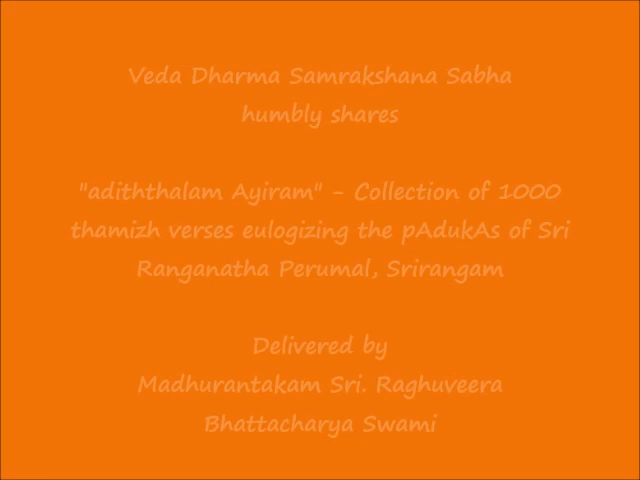 Veda Dharma Samrakshana Sabha
humbly shares
"adiththalam Ayiram" - Collection of 1000
thamizh verses eulogizing the pAdukAs of Sri
Ranganatha Perumal, Srirangam
Delivered by
Madhurantakam Sri. Raghuveera
Bhattacharya Swami